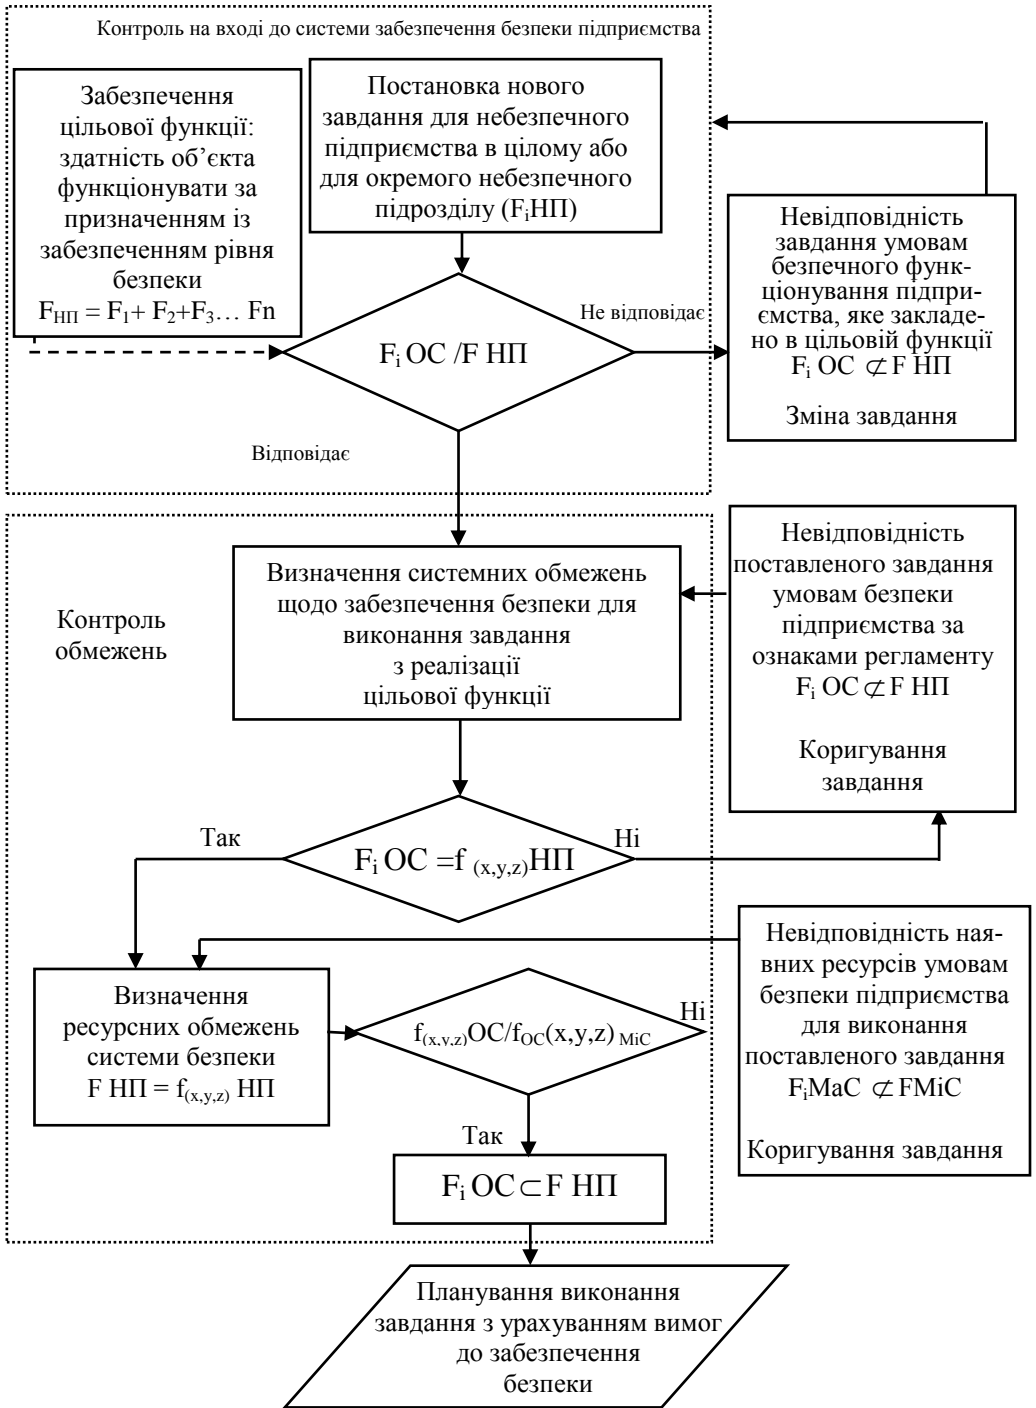 Контроль на вході до системи забезпечення безпеки підприємства
Забезпечення
цільової функції:
здатність об’єкта
функціонувати за
призначенням із
забезпеченням рівня
безпеки
F НП = F1+ F2+F3… Fn
Постановка нового
завдання для небезпечного
підприємства в цілому або
для окремого небезпечного
підрозділу (FiНП)
Fi ОС /F НП
Не відповідає
Відповідає
Невідповідність
завдання умовам
безпечного функ-
ціонування підпри-
ємства, яке закладе-
но в цільовій функції
Fi ОС ⊄ F НП
Зміна завдання
Контроль
обмежень
Визначення системних обмежень
щодо забезпечення безпеки для
виконання завдання
з реалізації
цільової функції
Невідповідність
поставленого завдання
умовам безпеки
підприємства за
ознаками регламенту
Fi ОС ⊄ F НП
Коригування
завдання
Так
Fi ОС =f (x,y,z)НП
Ні
Визначення
ресурсних обмежень
системи безпеки
F НП = f(x,y,z) НП
f(x,y,z)ОС/fОС(x,y,z) МіС
Ні
Так
Невідповідність ная-
вних ресурсів умовам
безпеки підприємства
для виконання
поставленого завдання
FiМаС ⊄ FМіС
Коригування завдання
Fi ОС ⊂ F НП
Планування виконання
завдання з урахуванням вимог
до забезпечення
безпеки